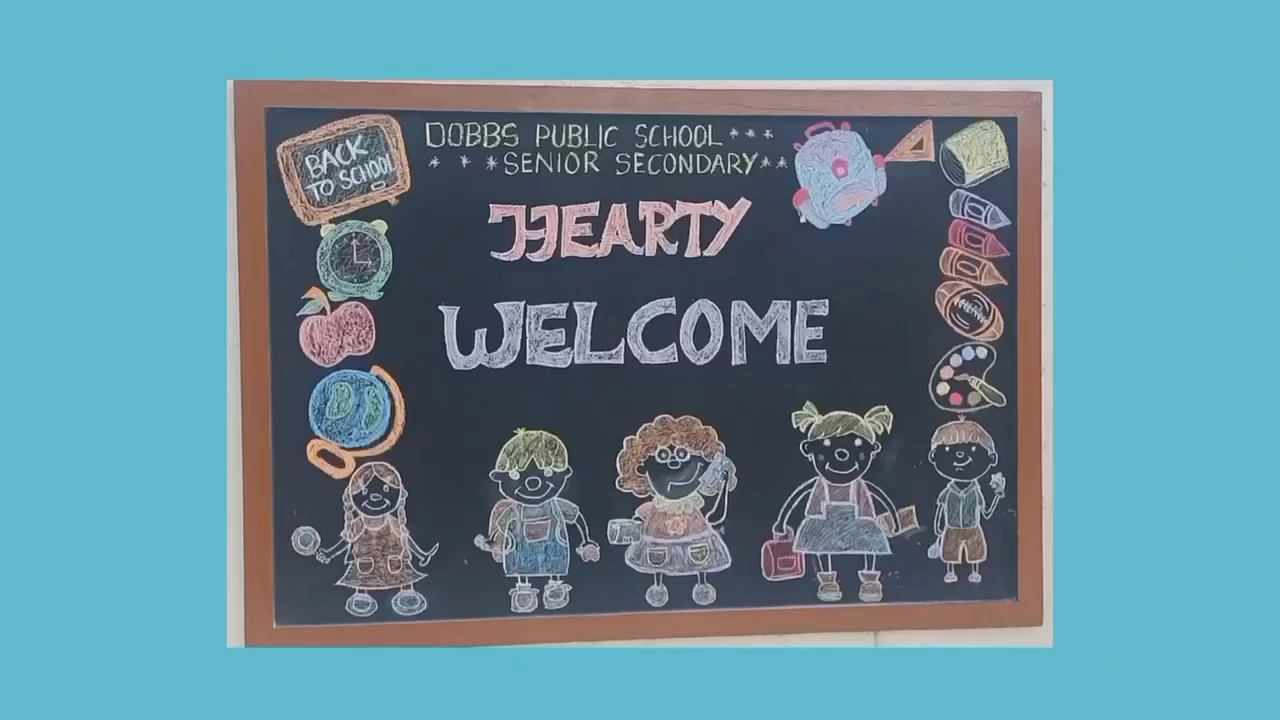 BACK
TO SCHOOL
DOBBS PUBLIC SCHOOL ***
***SENIOR SECONDARY**
HEARTY
WELCOME